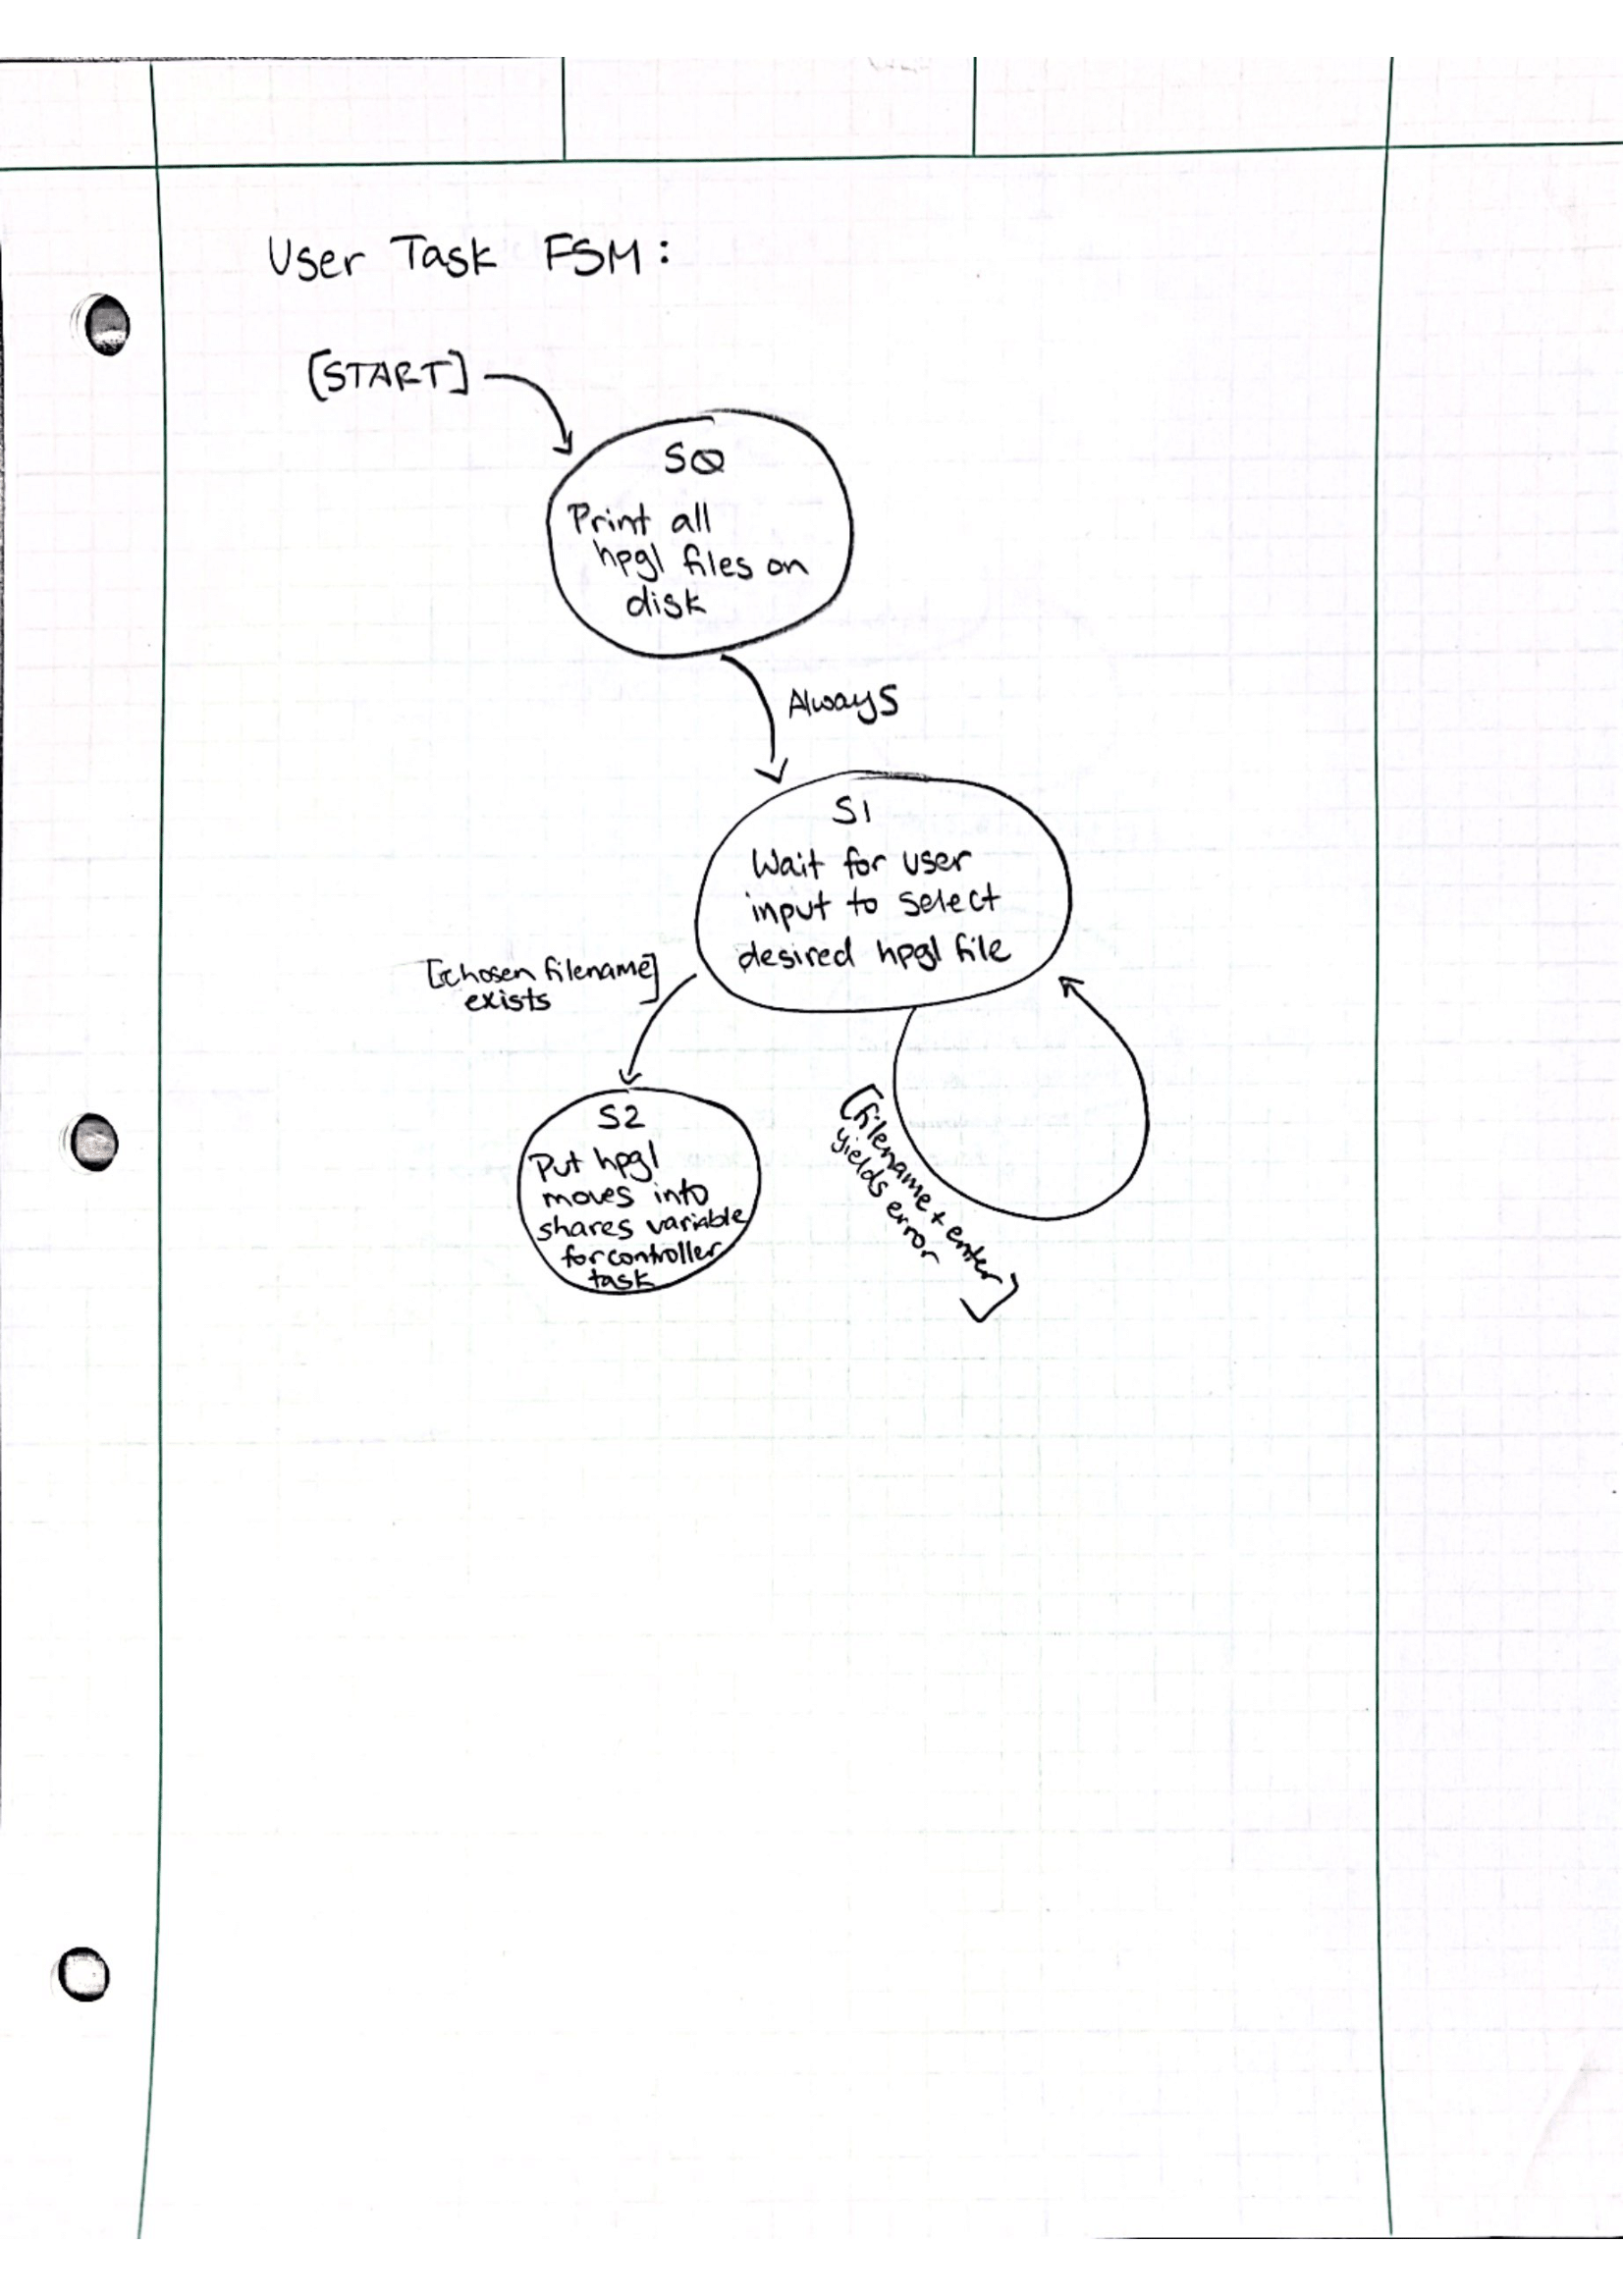 User Task FSM:
[START]
S0
Print all
hpgl files on
disk
Always
S1
Wait for user
input to select
desired hpgl file
[chosen filename]
exists
S2
Put hpgl
moves into
shares variable
for controller
task
[filename + enter]
yields error